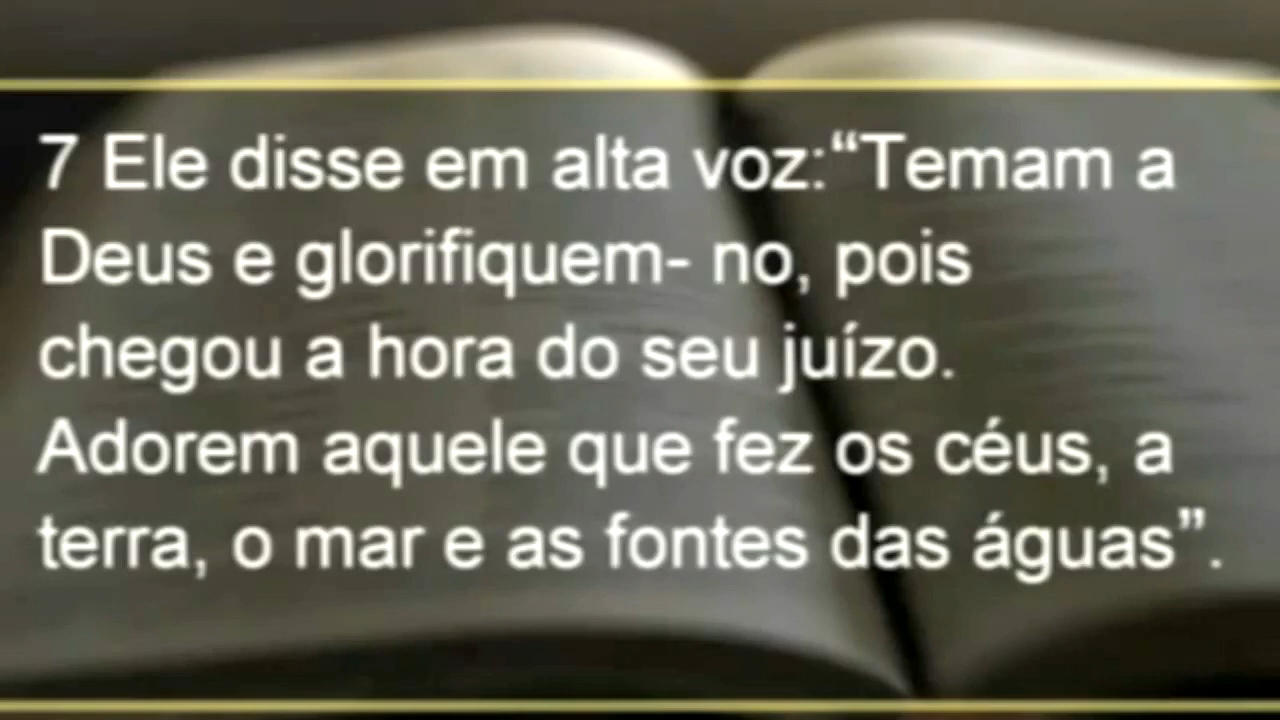 7 Ele disse em alta voz:“Temam a
Deus e glorifiquem- no, pois
chegou a hora do seu juízo.
Adorem aquele que fez os céus, a
terra, o mar e as fontes das águas”.